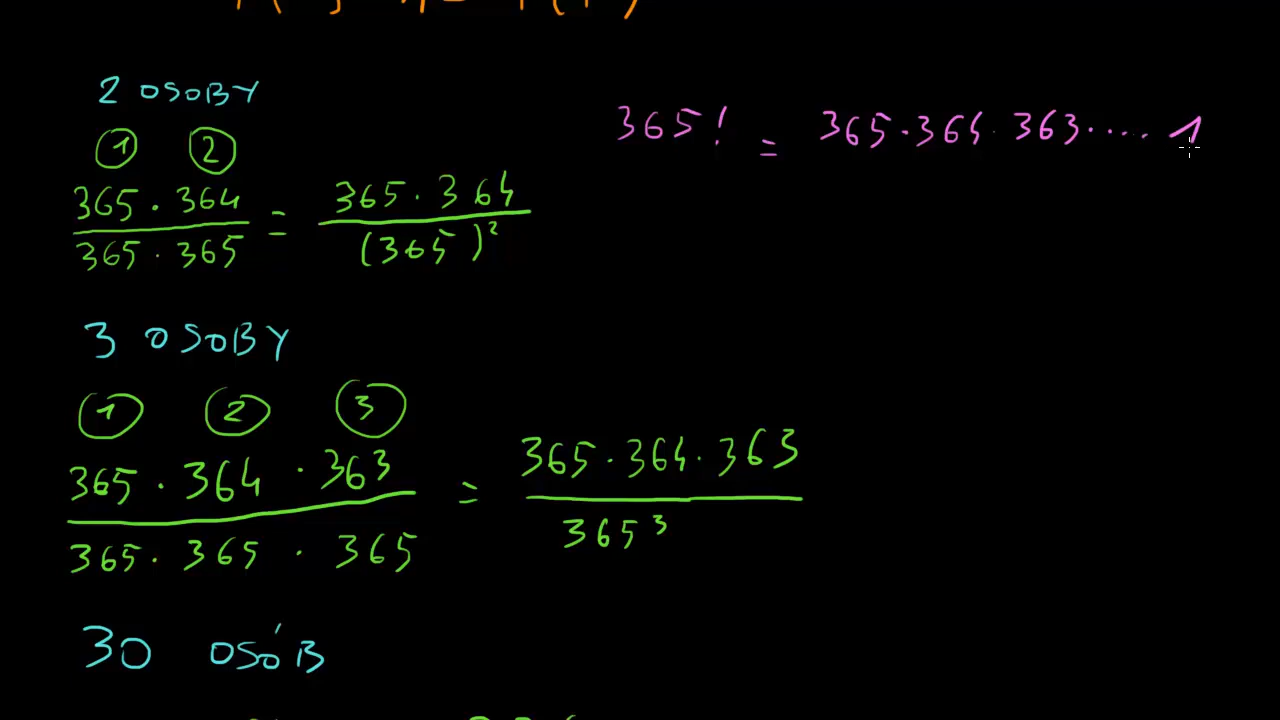 2 OSOBY
① ②
365 · 364 / 365 · 365 = 365 · 364 / (365)²
365! = 365 · 364 · 363 · .... 1
3 OSOBY
① ② ③
365 · 364 · 363 / 365 · 365 · 365 = 365 · 364 · 363 / 365³
30 OSÓB